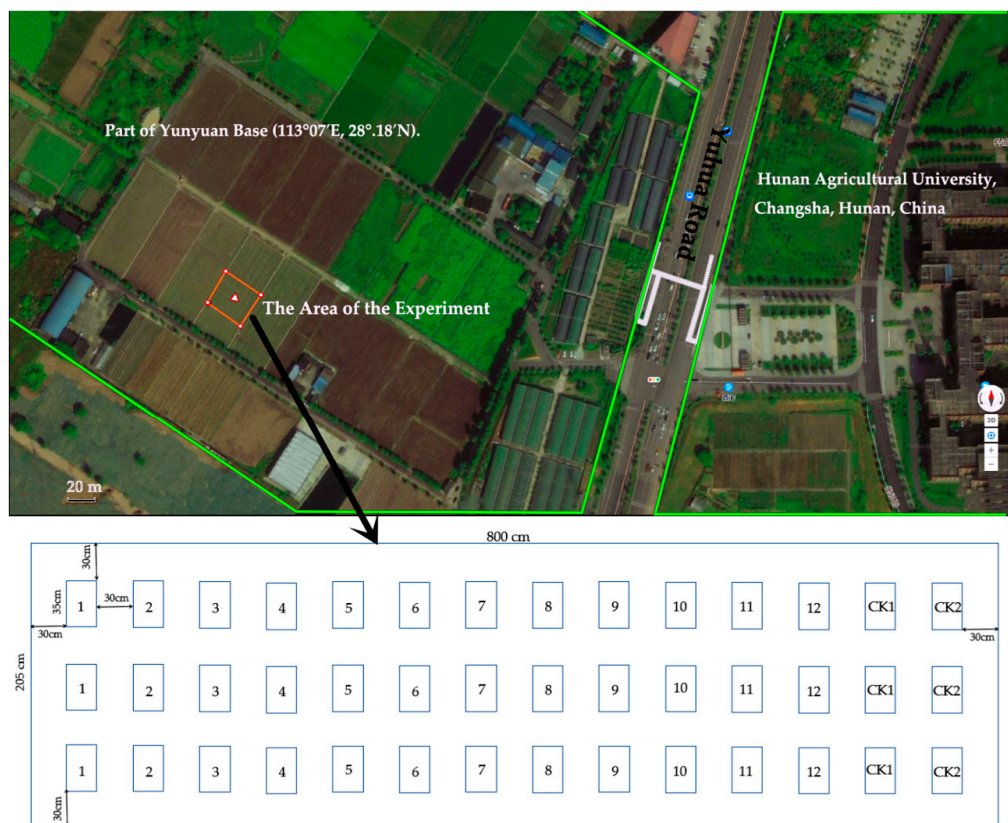 Part of Yunyuan Base (113°07′E, 28°.18′N).
Yuhua Road
Hunan Agricultural University,
Changsha, Hunan, China
The Area of the Experiment
3D
20 m
800 cm
30cm
35cm
1
30cm
2
3
4
5
6
7
8
9
10
11
12
CK1
CK2
30cm
30cm
205 cm
1
2
3
4
5
6
7
8
9
10
11
12
CK1
CK2
1
2
3
4
5
6
7
8
9
10
11
12
CK1
CK2
30cm